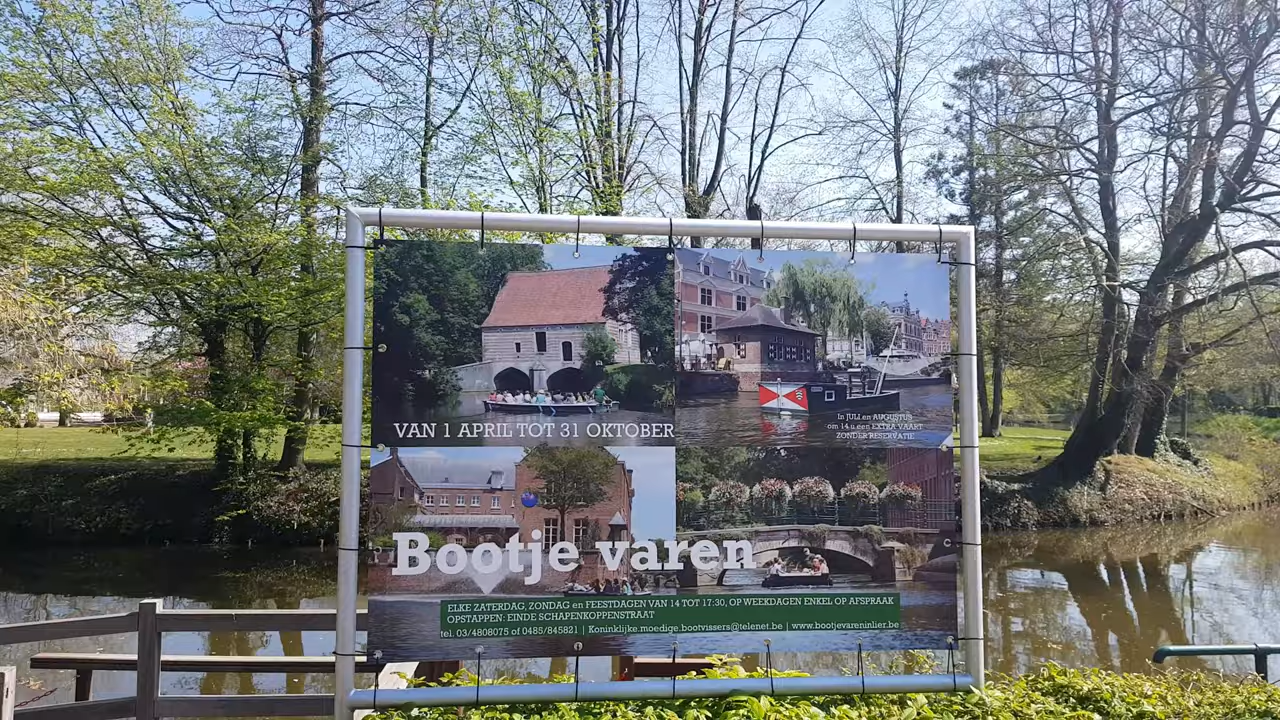 VAN 1 APRIL TOT 31 OKTOBER
In JULI en AUGUSTUS
om 14 u een EXTRA VAART
ZONDER RESERVATIE
Bootje varen
ELKE ZATERDAG, ZONDAG en FEESTDAGEN VAN 14 TOT 17:30, OP WEEKDAGEN ENKEL OP AFSPRAAK
OPSTAPPEN: EINDE SCHAPENKOPPENSTRAAT
tel. 03/4808075 of 0485/845821 | Koninklijke.moedige.bootvissers@telenet.be | www.bootjevareninlier.be